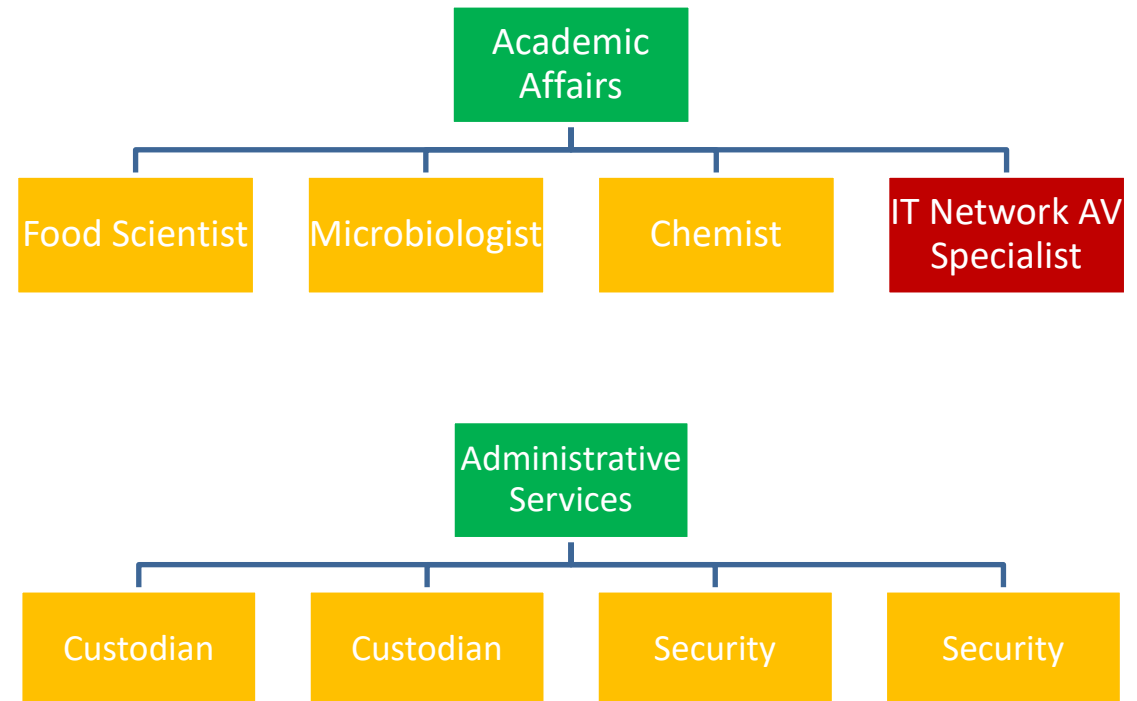 Academic
Affairs
Food Scientist
Microbiologist
Chemist
IT Network AV
Specialist
Administrative
Services
Custodian
Custodian
Security
Security